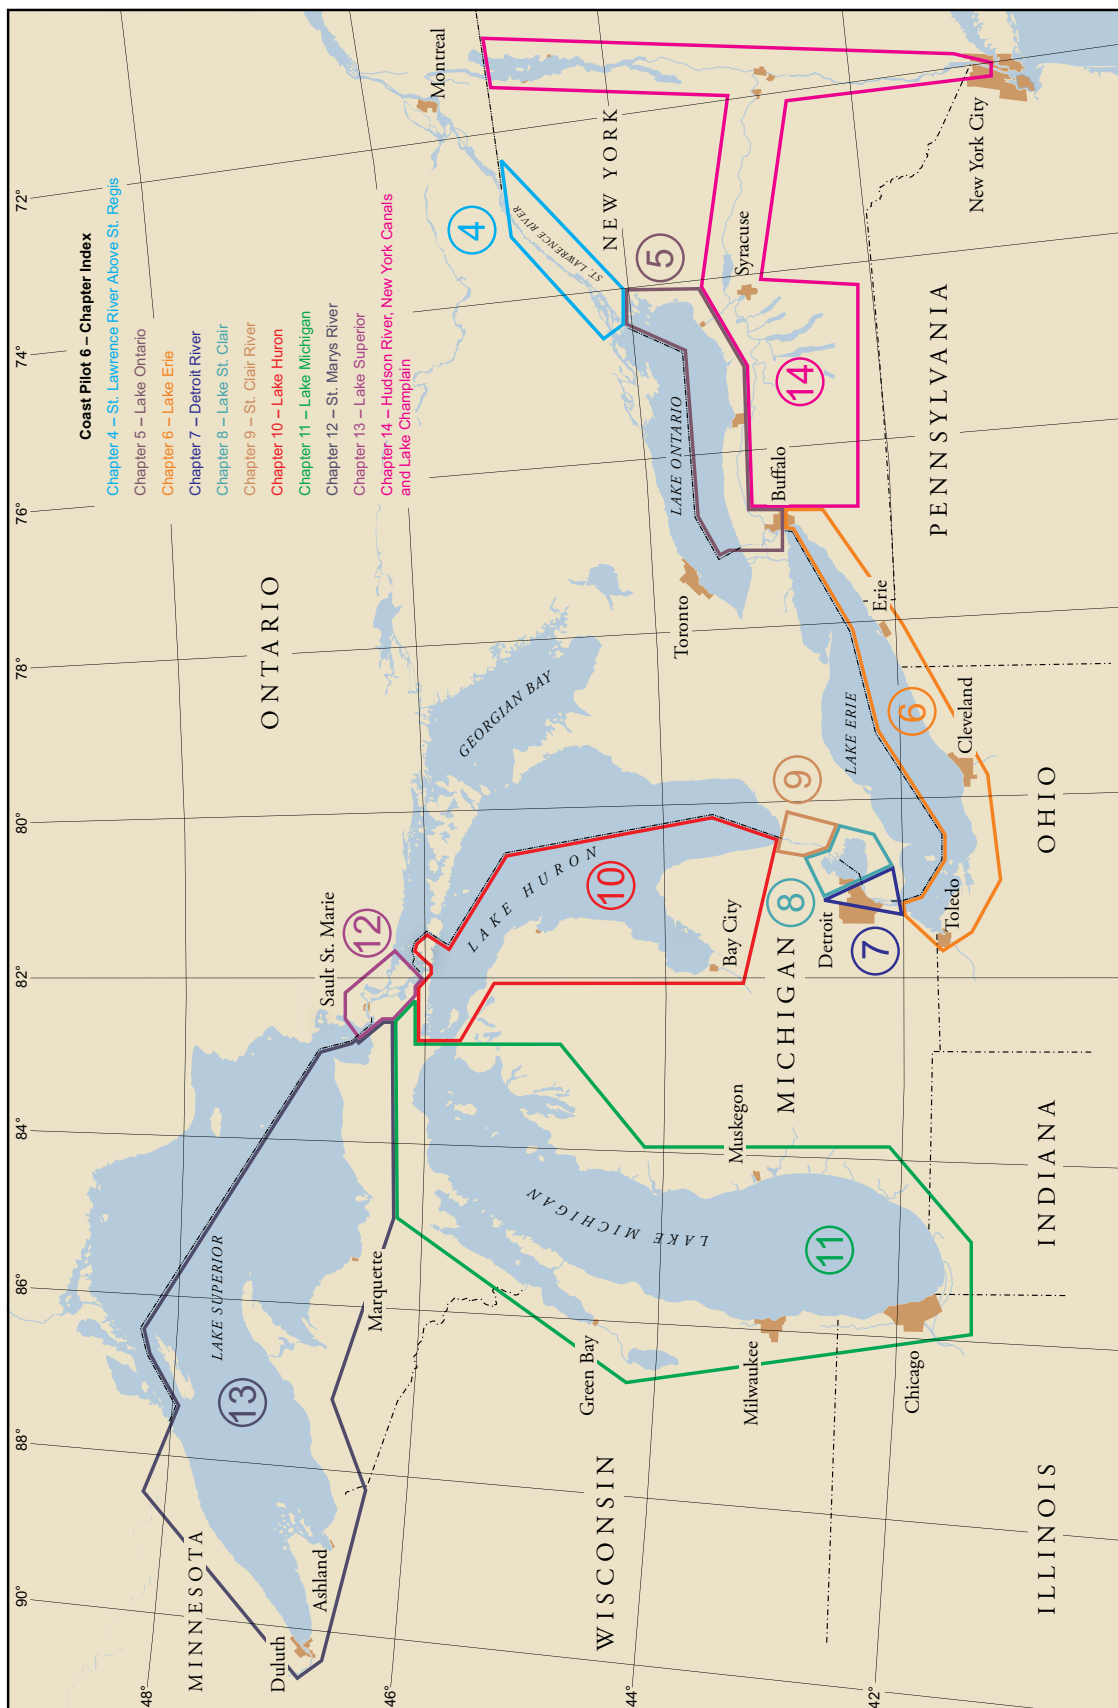 Coast Pilot 6 – Chapter Index
Chapter 4 – St. Lawrence River Above St. Regis
Chapter 5 – Lake Ontario
Chapter 6 – Lake Erie
Chapter 7 – Detroit River
Chapter 8 – Lake St. Clair
Chapter 9 – St. Clair River
Chapter 10 – Lake Huron
Chapter 11 – Lake Michigan
Chapter 12 – St. Marys River
Chapter 13 – Lake Superior
Chapter 14 – Hudson River, New York Canals
and Lake Champlain
90°
88°
86°
84°
82°
80°
78°
76°
74°
72°
48°
46°
44°
42°
MINNESOTA
Duluth
Ashland
13
LAKE SUPERIOR
Marquette
Sault St. Marie
12
ONTARIO
GEORGIAN BAY
LAKE HURON
10
Montreal
4
ST. LAWRENCE RIVER
WISCONSIN
Green Bay
Milwaukee
Chicago
LAKE MICHIGAN
11
Muskegon
MICHIGAN
Bay City
Detroit
7
8
9
Toledo
Toronto
LAKE ONTARIO
5
NEW YORK
Syracuse
Buffalo
14
LAKE ERIE
6
Erie
Cleveland
New York City
PENNSYLVANIA
OHIO
INDIANA
ILLINOIS